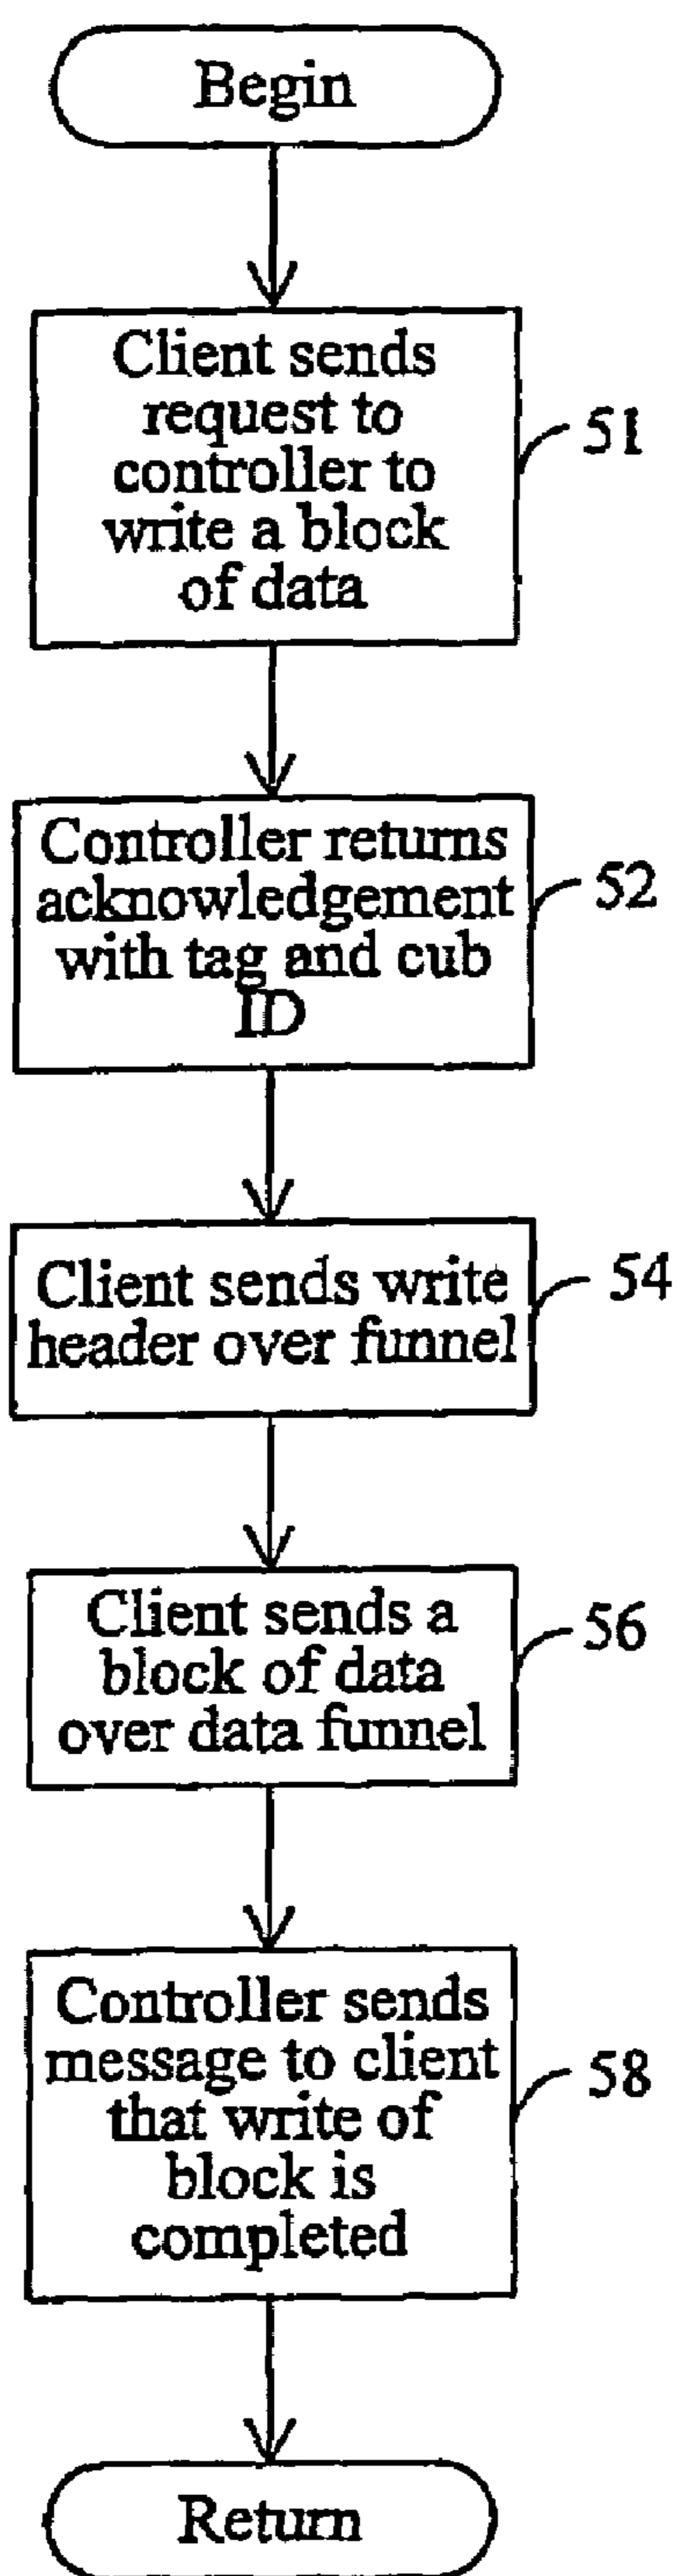 Begin
Client sends
request to
controller to
write a block
of data
51
Controller returns
acknowledgement
with tag and cub
ID
52
Client sends write
header over funnel
54
Client sends a
block of data
over data funnel
56
Controller sends
message to client
that write of
block is
completed
58
Return